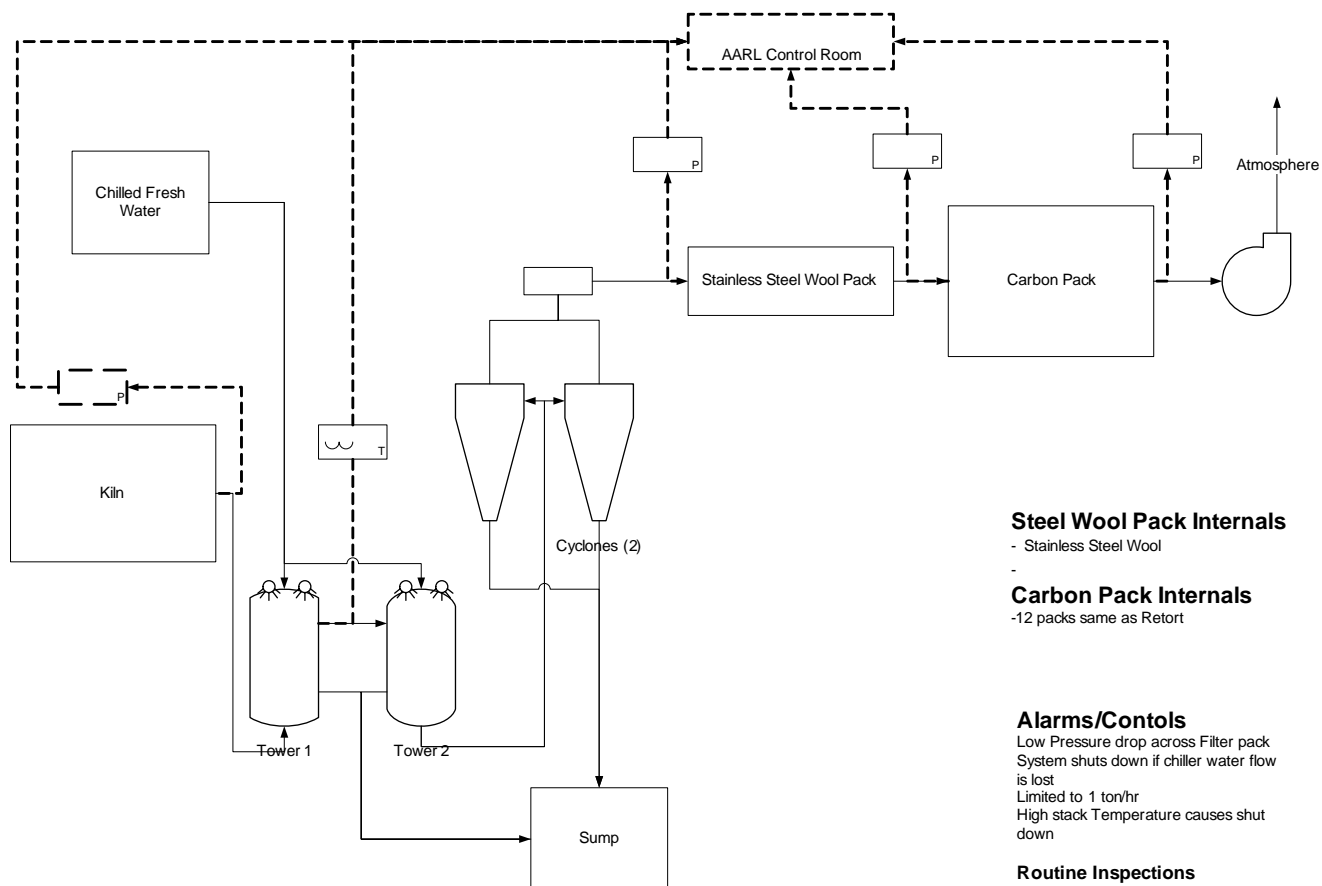 AARL Control Room
P
P
P
Atmosphere
Chilled Fresh
Water
Stainless Steel Wool Pack
Carbon Pack
P
T
Kiln
Cyclones (2)
Steel Wool Pack Internals
- Stainless Steel Wool
-
Carbon Pack Internals
-12 packs same as Retort
Tower 1
Tower 2
Alarms/Contols
Low Pressure drop across Filter pack
System shuts down if chiller water flow
is lost
Limited to 1 ton/hr
High stack Temperature causes shut
down
Sump
Routine Inspections